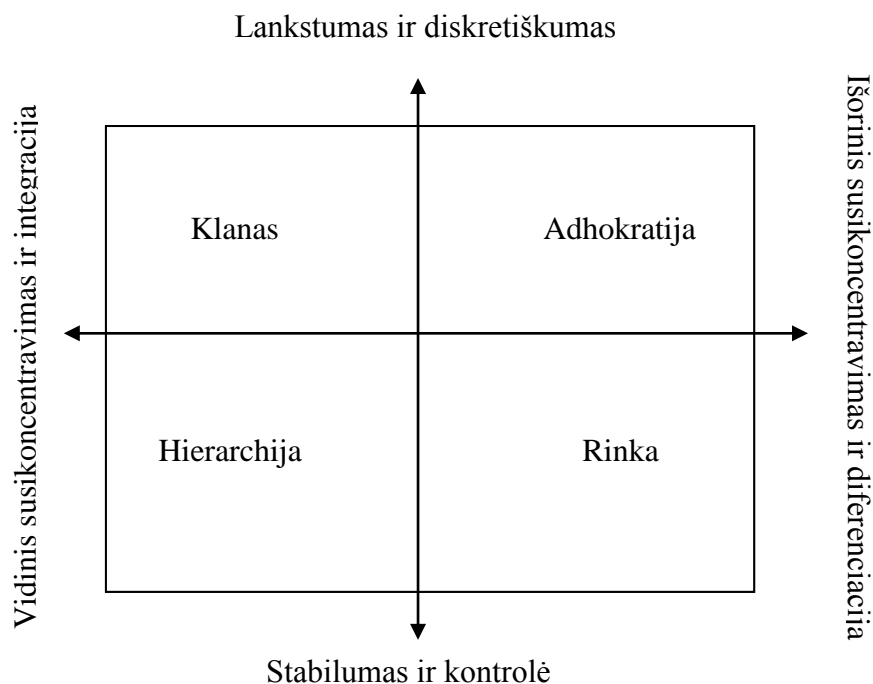 Lankstumas ir diskretiškumas
Vidinis susikoncentravimas ir integracija
Išorinis susikoncentravimas ir diferenciacija
Klanas
Adhokratija
Hierarchija
Rinka
Stabilumas ir kontrolė